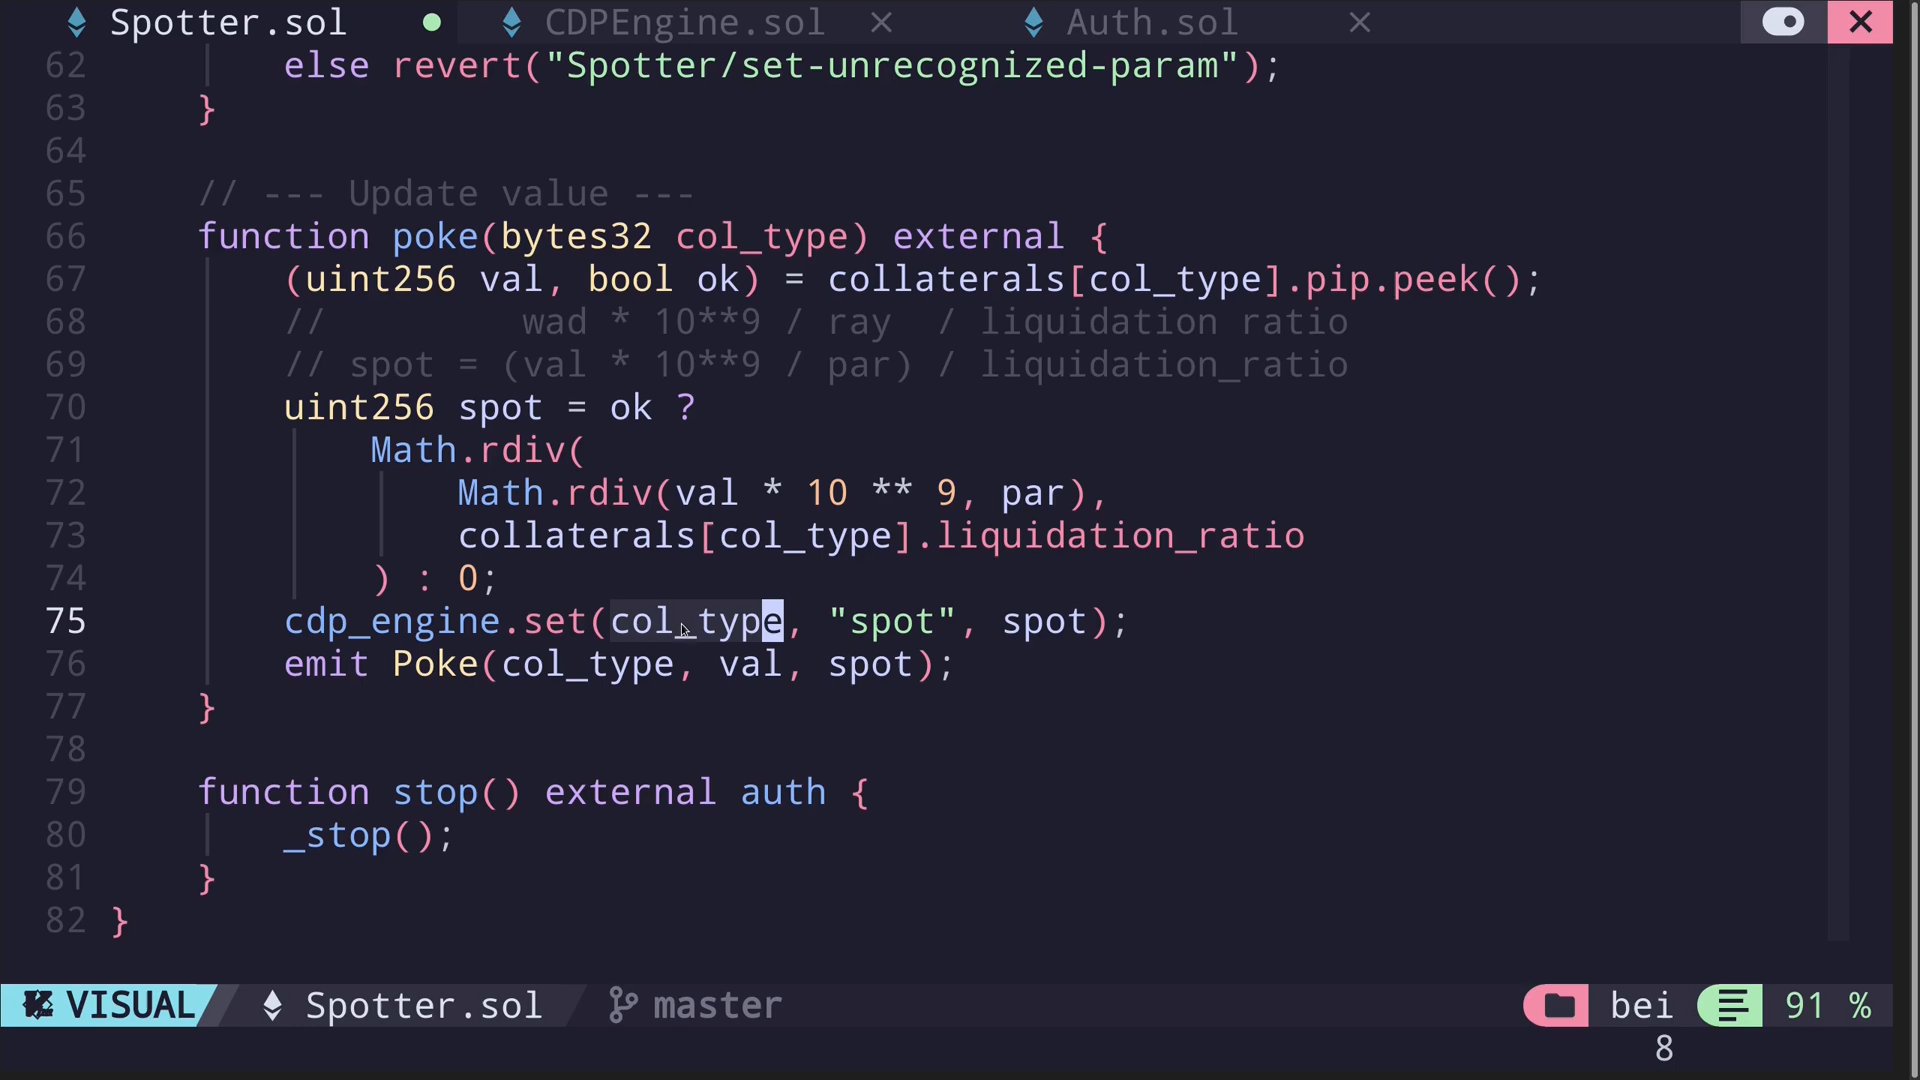 Spotter.sol CDPEngine.sol Auth.sol
62 else revert("Spotter/set-unrecognized-param");
63 }
64
65 // --- Update value ---
66 function poke(bytes32 col_type) external {
67 (uint256 val, bool ok) = collaterals[col_type].pip.peek();
68 // wad * 10**9 / ray / liquidation ratio
69 // spot = (val * 10**9 / par) / liquidation_ratio
70 uint256 spot = ok ?
71 Math.rdiv(
72 Math.rdiv(val * 10 ** 9, par),
73 collaterals[col_type].liquidation_ratio
74 ) : 0;
75 cdp_engine.set(col_type, "spot", spot);
76 emit Poke(col_type, val, spot);
77 }
78
79 function stop() external auth {
80 _stop();
81 }
82 }
VISUAL Spotter.sol master bei 91 %
8